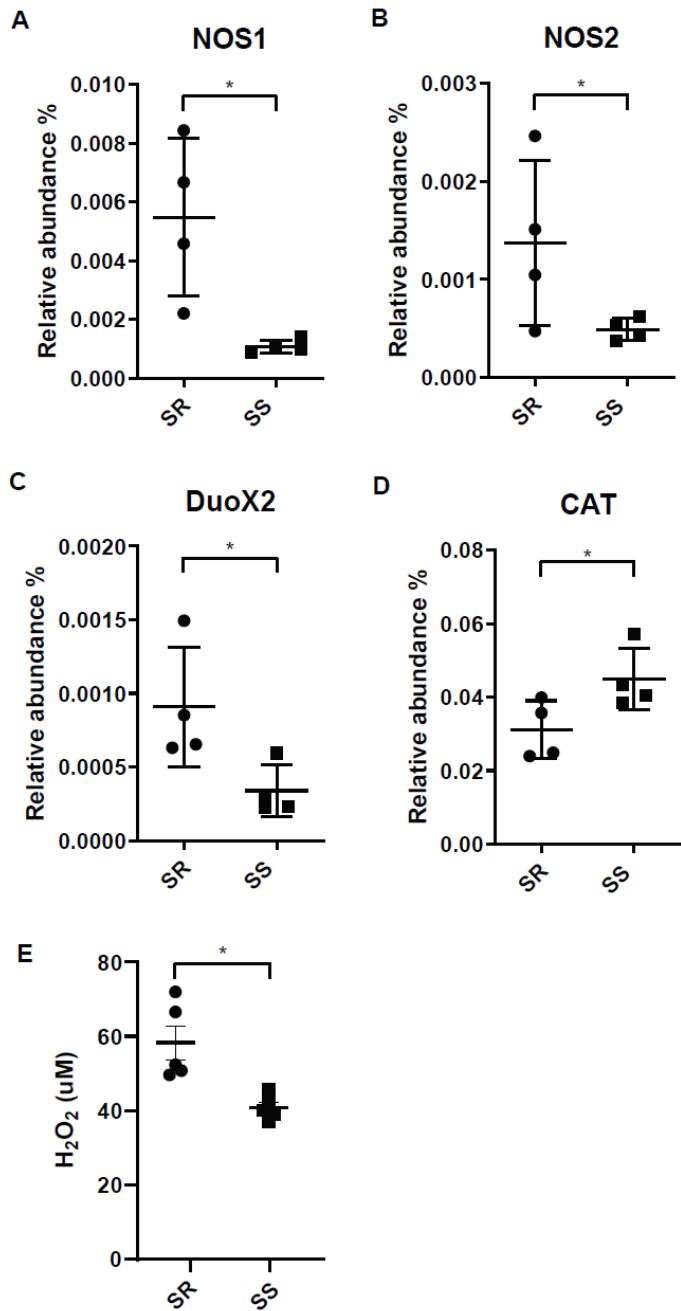 A
NOS1
Relative abundance %
0.010
0.008
0.006
0.004
0.002
0.000
*
SR
SS
B
NOS2
Relative abundance %
0.003
0.002
0.001
0.000
*
SR
SS
C
DuoX2
Relative abundance %
0.0020
0.0015
0.0010
0.0005
0.0000
*
SR
SS
D
CAT
Relative abundance %
0.08
0.06
0.04
0.02
0.00
*
SR
SS
E
H₂O₂ (uM)
80
60
40
20
0
*
SR
SS